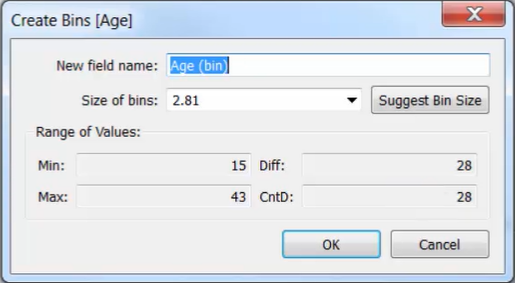 Create Bins [Age]
New field name: Age (bin)
Size of bins: 2.81 Suggest Bin Size
Range of Values:
Min: 15 Diff: 28
Max: 43 CntD: 28
OK Cancel